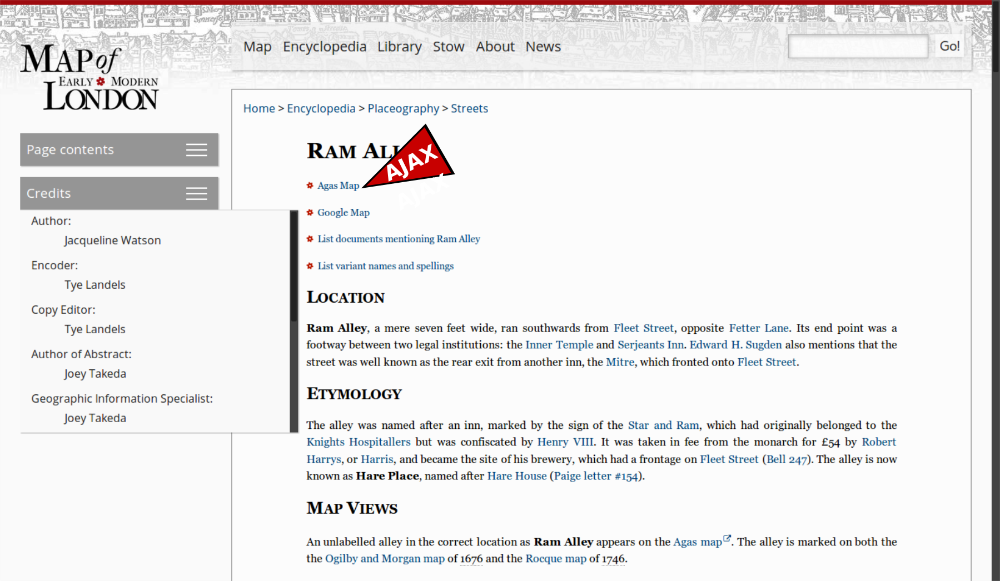 MAP of
EARLY MODERN
LONDON
Map Encyclopedia Library Stow About News
Go!
Home > Encyclopedia > Placeography > Streets
Page contents
Credits
Author:
Jacqueline Watson
Encoder:
Tye Landels
Copy Editor:
Tye Landels
Author of Abstract:
Joey Takeda
Geographic Information Specialist:
Joey Takeda
RAM ALL
AJAX
AJAX
Agas Map
Google Map
List documents mentioning Ram Alley
List variant names and spellings
LOCATION
Ram Alley, a mere seven feet wide, ran southwards from Fleet Street, opposite Fetter Lane. Its end point was a
footway between two legal institutions: the Inner Temple and Serjeants Inn. Edward H. Sugden also mentions that the
street was well known as the rear exit from another inn, the Mitre, which fronted onto Fleet Street.
ETYMOLOGY
The alley was named after an inn, marked by the sign of the Star and Ram, which had originally belonged to the
Knights Hospitallers but was confiscated by Henry VIII. It was taken in fee from the monarch for £54 by Robert
Harrys, or Harris, and became the site of his brewery, which had a frontage on Fleet Street (Bell 247). The alley is now
known as Hare Place, named after Hare House (Paige letter #154).
MAP VIEWS
An unlabelled alley in the correct location as Ram Alley appears on the Agas map. The alley is marked on both the
the Ogilby and Morgan map of 1676 and the Rocque map of 1746.